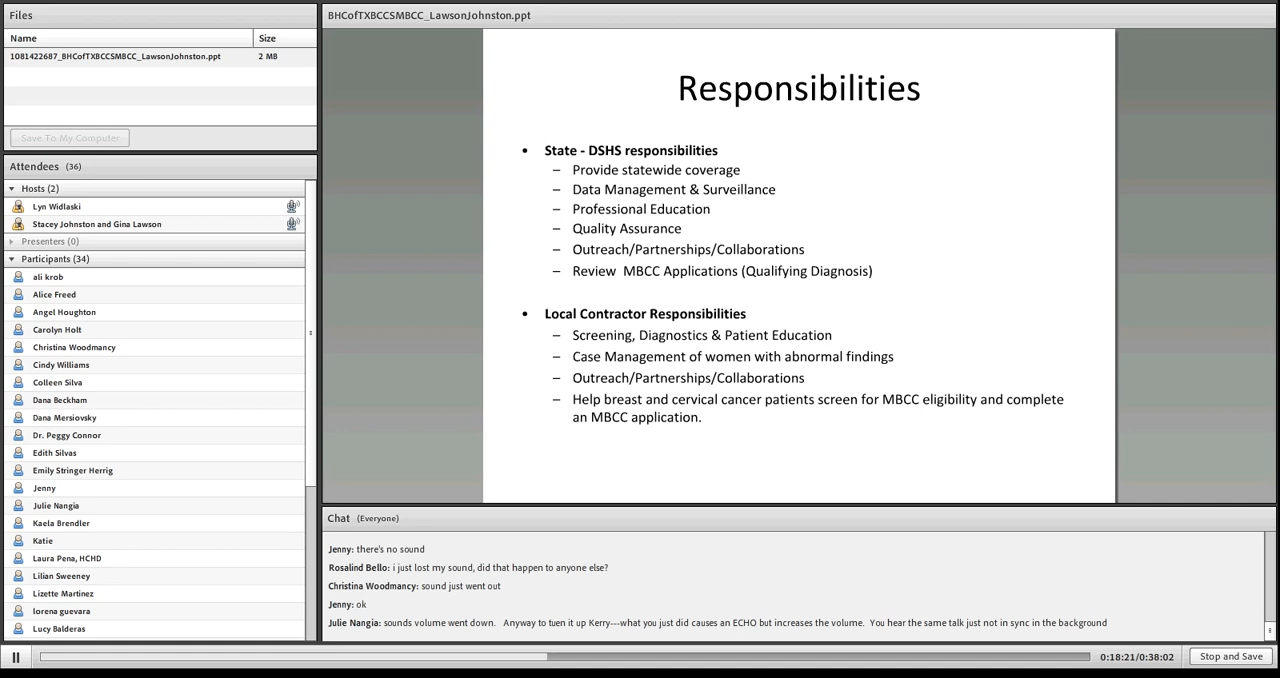 Files
Name Size
1081422687_BHCofTXBCCSMBCC_LawsonJohnston.ppt 2 MB
Save To My Computer
Attendees (36)
Hosts (2)
Lyn Widlaski
Stacey Johnston and Gina Lawson
Presenters (0)
Participants (34)
ali krob
Alice Freed
Angel Houghton
Carolyn Holt
Christina Woodmancy
Cindy Williams
Colleen Silva
Dana Beckham
Dana Mersiovsky
Dr. Peggy Connor
Edith Silvas
Emily Stringer Herrig
Jenny
Julie Nangia
Kaela Brendler
Katie
Laura Pena, HCHD
Lilian Sweeney
Lizette Martinez
lorena guevara
Lucy Balderas
BHCofTXBCCSMBCC_LawsonJohnston.ppt
Responsibilities
• State - DSHS responsibilities
– Provide statewide coverage
– Data Management & Surveillance
– Professional Education
– Quality Assurance
– Outreach/Partnerships/Collaborations
– Review MBCC Applications (Qualifying Diagnosis)
• Local Contractor Responsibilities
– Screening, Diagnostics & Patient Education
– Case Management of women with abnormal findings
– Outreach/Partnerships/Collaborations
– Help breast and cervical cancer patients screen for MBCC eligibility and complete
an MBCC application.
Chat (Everyone)
Jenny: there's no sound
Rosalind Bello: i just lost my sound, did that happen to anyone else?
Christina Woodmancy: sound just went out
Jenny: ok
Julie Nangia: sounds volume went down. Anyway to tuen it up Kerry---what you just did causes an ECHO but increases the volume. You hear the same talk just not in sync in the background
0:18:21/0:38:02 Stop and Save